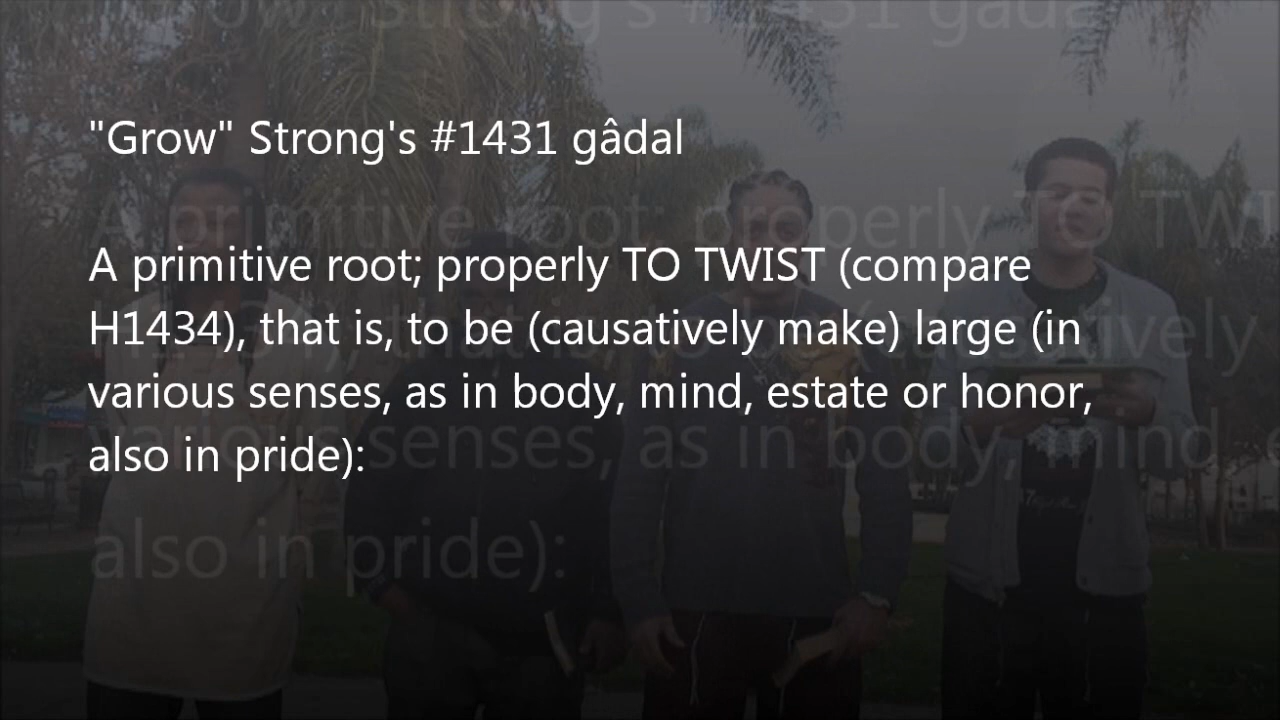 "Grow" Strong's #1431 gâdal
A primitive root; properly TO TWIST (compare
H1434), that is, to be (causatively make) large (in
various senses, as in body, mind, estate or honor,
also in pride):